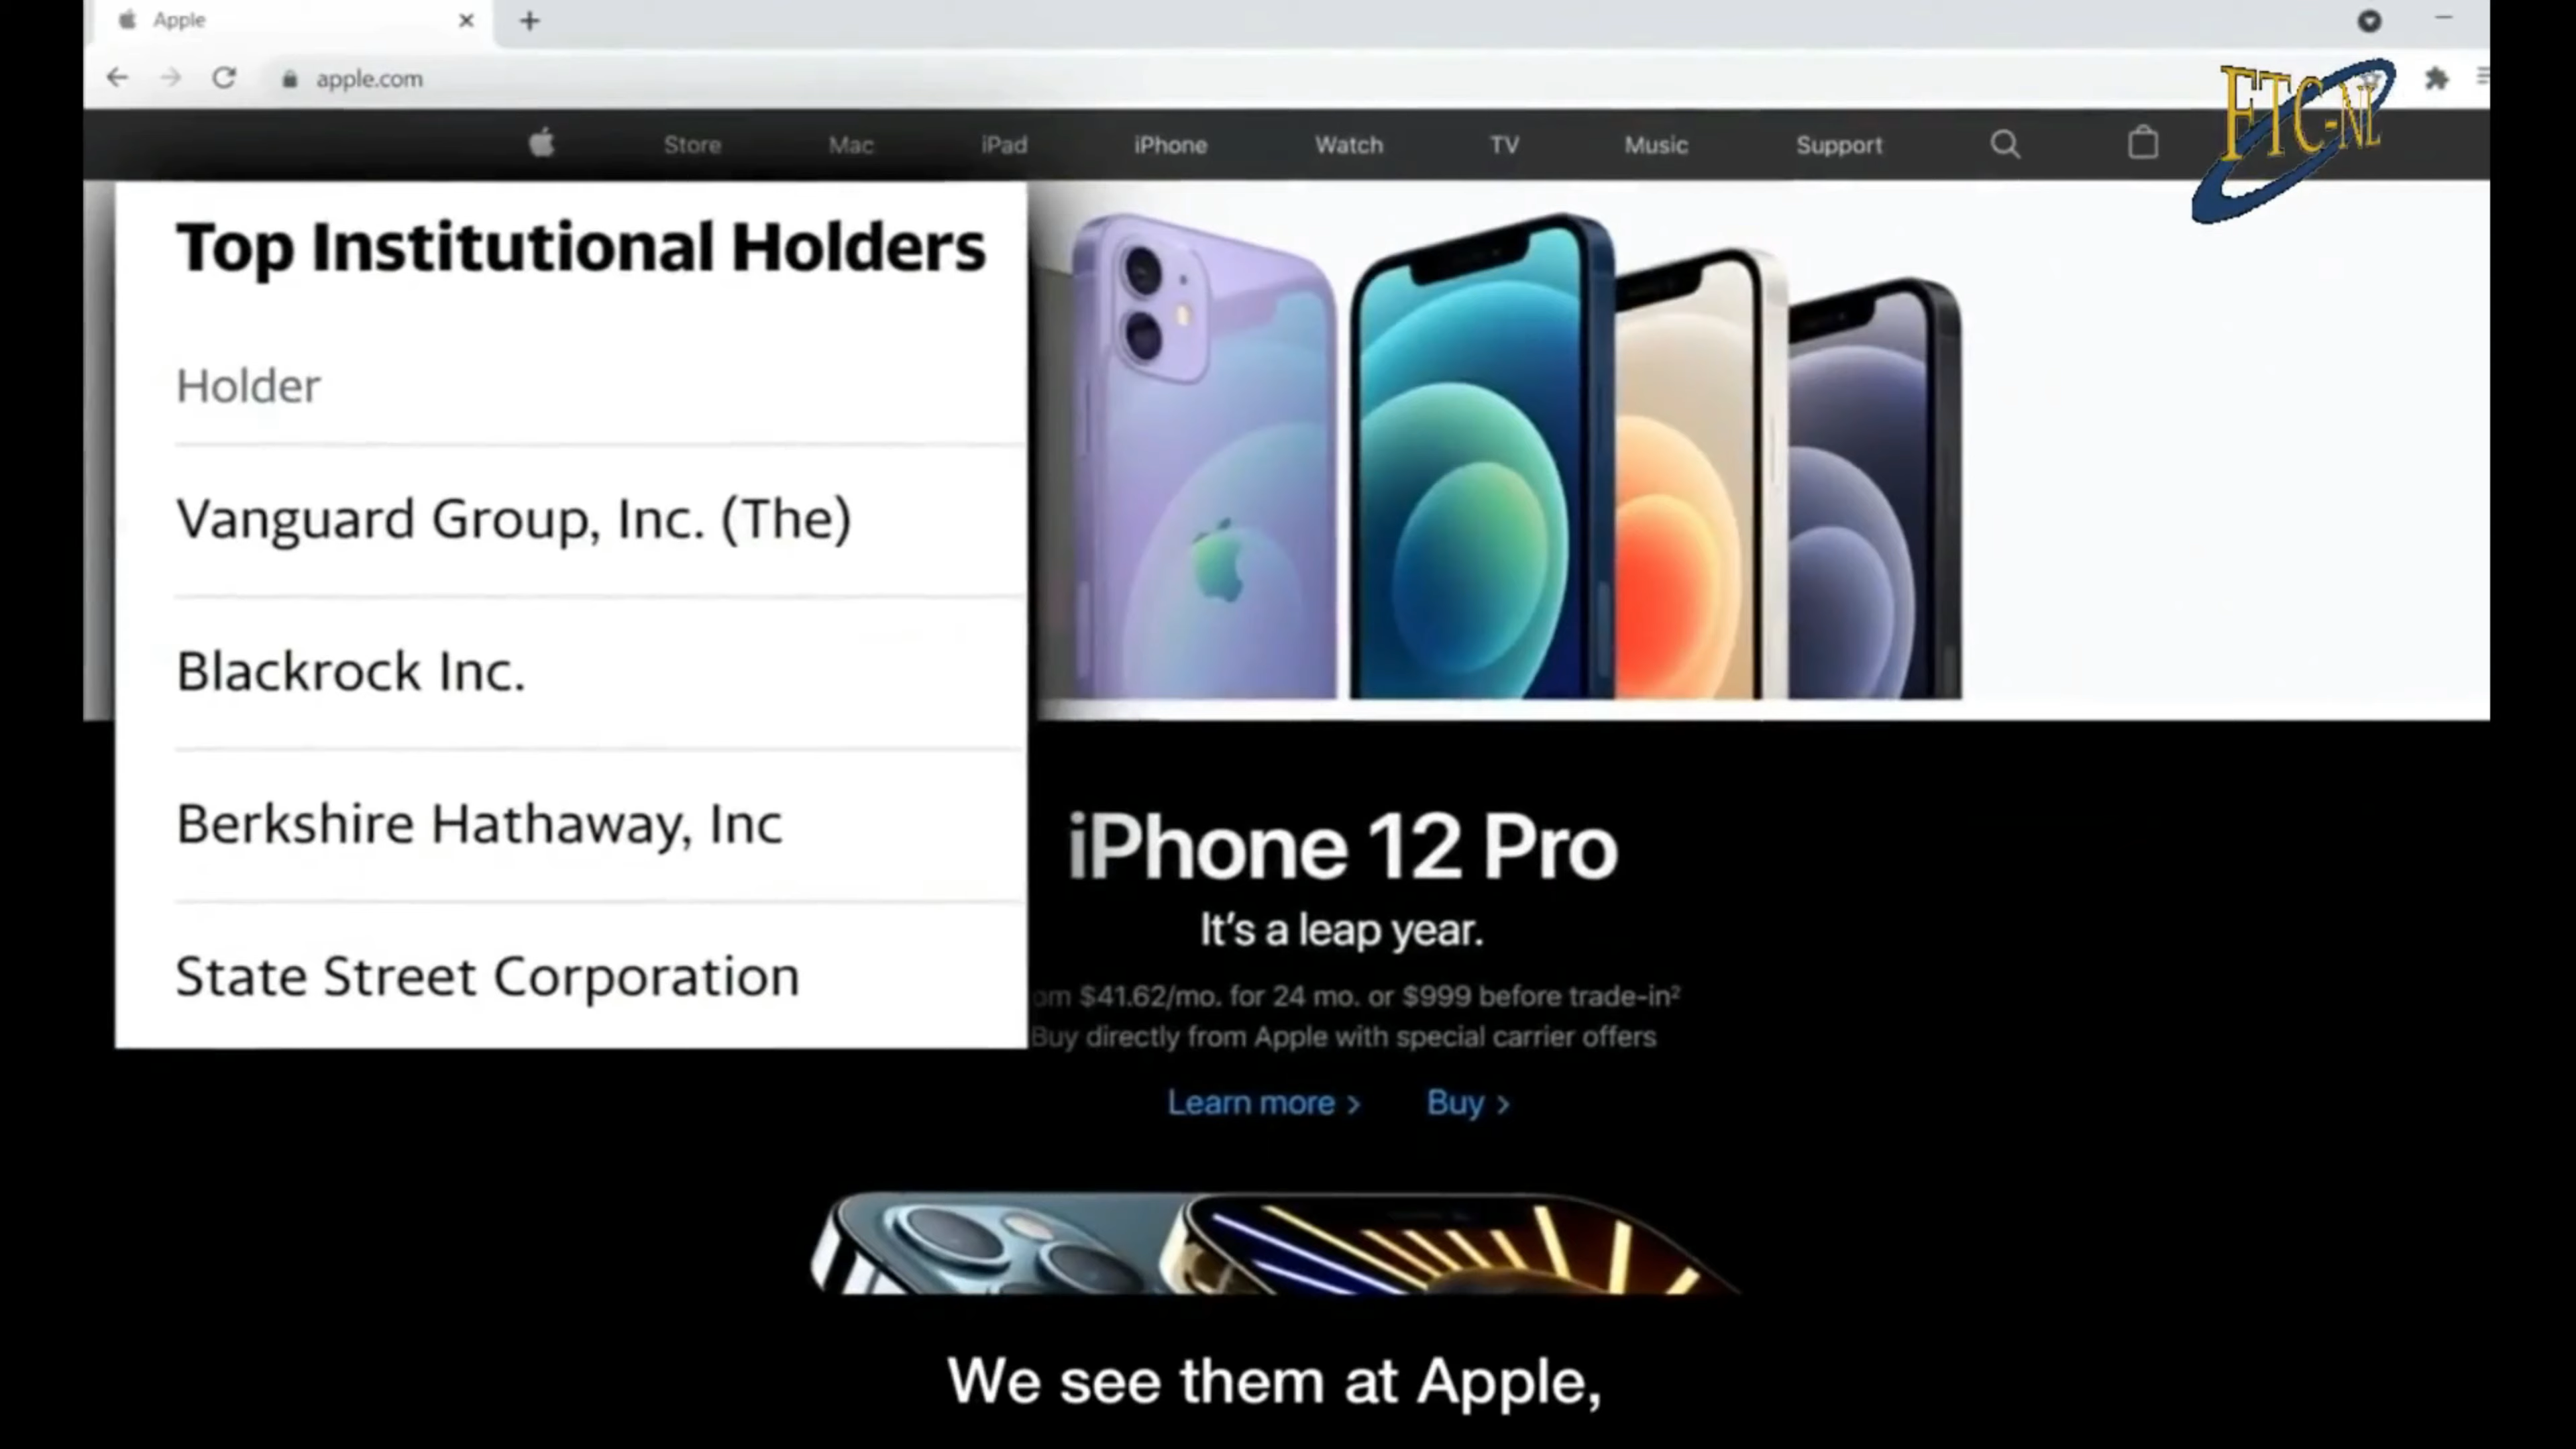 Apple
apple.com
FTC-NL
Store Mac iPad iPhone Watch TV Music Support
Top Institutional Holders
Holder
Vanguard Group, Inc. (The)
Blackrock Inc.
Berkshire Hathaway, Inc
State Street Corporation
iPhone 12 Pro
It's a leap year.
om $41.62/mo. for 24 mo. or $999 before trade-in²
Buy directly from Apple with special carrier offers
Learn more > Buy >
We see them at Apple,